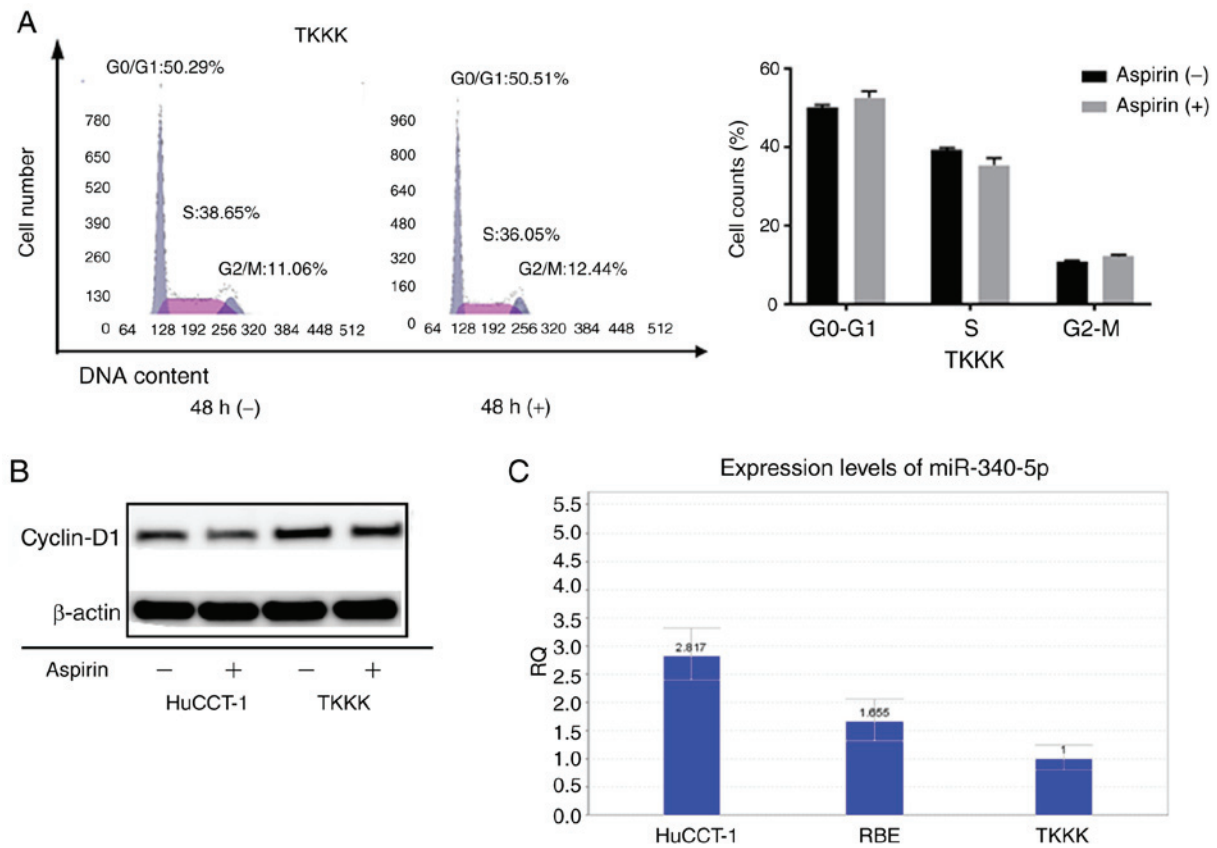 A
TKKK
G0/G1:50.29%
G0/G1:50.51%
780
650
520
390
260
130
0
Cell number
S:38.65%
G2/M:11.06%
64 128 192 256 320 384 448 512
960
800
640
480
320
160
0
S:36.05%
G2/M:12.44%
64 128 192 256 320 384 448 512
DNA content
48 h (−)
48 h (+)
Aspirin (−)
Aspirin (+)
60
40
20
0
Cell counts (%)
G0-G1 S G2-M
TKKK
B
Cyclin-D1
β-actin
Aspirin − + − +
HuCCT-1 TKKK
C
Expression levels of miR-340-5p
5.5
5.0
4.5
4.0
3.5
3.0
2.5
2.0
1.5
1.0
0.5
0.0
RQ
2.817
1.655
1
HuCCT-1 RBE TKKK